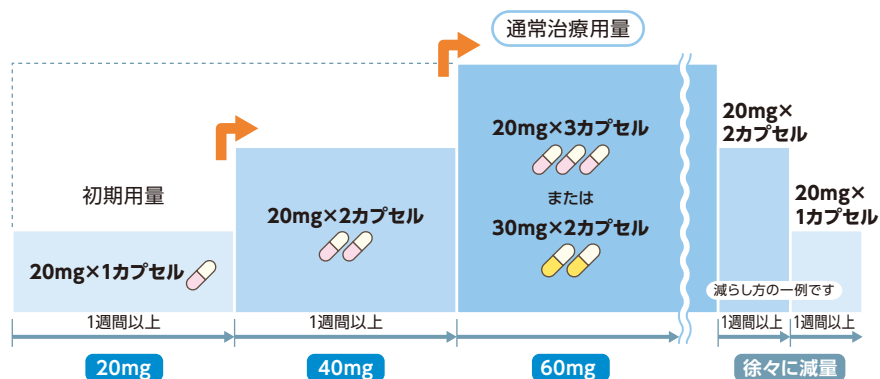 通常治療用量
20mg×3カプセル
または
30mg×2カプセル
20mg×
2カプセル
20mg×
1カプセル
初期用量
20mg×2カプセル
20mg×1カプセル
減らし方の一例です
1週間以上
1週間以上
1週間以上
1週間以上
20mg
40mg
60mg
徐々に減量